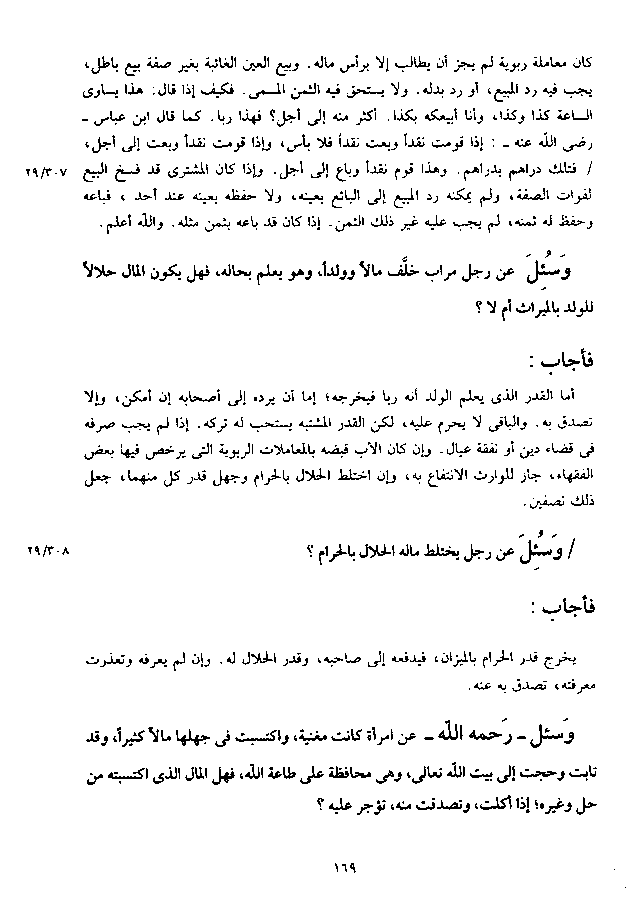 كان معاملة ربوية لم يجز أن يطالب إلا برأس ماله. وبيع العين الغائبة بغير صفة بيع باطل،
يجب فيه رد المبيع، أو رد بدله. ولا يستحق فيه الثمن المسمى. فكيف إذا قال: هذا يساوى
الساعة كذا وكذا، وأنا أبيعكه بكذا. أكثر منه إلى أجل؟ فهذا ربا. كما قال ابن عباس ـ
رضى الله عنه ـ : إذا قومت نقداً وبعت نقداً فلا بأس، وإذا قومت نقداً وبعت إلى أجل،
/ فتلك دراهم بدراهم. وهذا قوم نقداً وباع إلى أجل. وإذا كان المشترى قد فسخ البيع ٢٩/٣٠٧
لفوات الصفة، ولم يمكنه رد المبيع إلى البائع بعينه، ولا حفظه بعينه عند أحد ، فباعه
وحفظ له ثمنه، لم يجب عليه غير ذلك الثمن. إذا كان قد باعه بثمن مثله. والله أعلم.
وَسُئِلَ عن رجل مراب خلَّف مالاً وولداً، وهو يعلم بحاله، فهل يكون المال حلالاً
للولد بالميراث أم لا ؟
فأجاب :
أما القدر الذى يعلم الولد أنه ربا فيخرجه؛ إما أن يرده إلى أصحابه إن أمكن، وإلا
تصدق به. والباقى لا يحرم عليه، لكن القدر المشتبه يستحب له تركه. إذا لم يجب صرفه
فى قضاء دين أو نفقة عيال. وإن كان الأب قبضه بالمعاملات الربوية التى يرخص فيها بعض
الفقهاء، جاز للوارث الانتفاع به، وإن اختلط الحلال بالحرام وجهل قدر كل منهما، جعل
ذلك نصفين.
/ وَسُئِلَ عن رجل يختلط ماله الحلال بالحرام ؟ ٢٩/٣٠٨
فأجاب :
يخرج قدر الحرام بالميزان، فيدفعه إلى صاحبه، وقدر الحلال له. وإن لم يعرفه وتعذرت
معرفته، تصدق به عنه.
وَسئل ـ رَحمه الله ـ عن امرأة كانت مغنية، واكتسبت فى جهلها مالاً كثيراً، وقد
تابت وحجت إلى بيت الله تعالى، وهى محافظة على طاعة الله، فهل المال الذى اكتسبته من
حل وغيره؛ إذا أكلت، وتصدقت منه، تؤجر عليه ؟
١٦٩